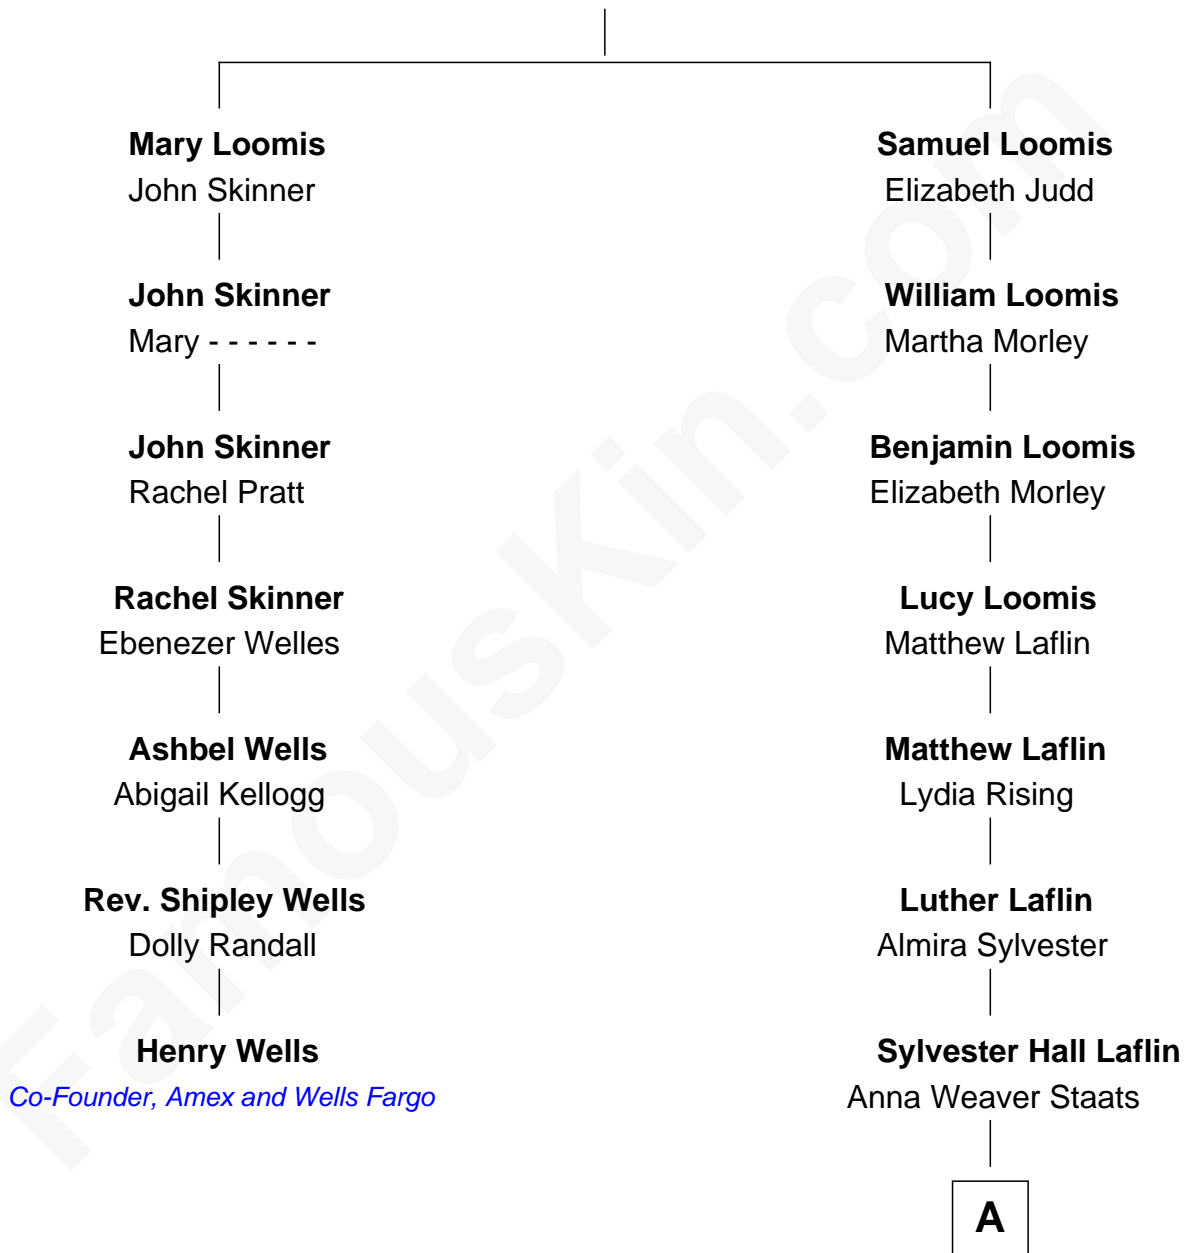 Mary Loomis
John Skinner
John Skinner
Mary - - - - - -
John Skinner
Rachel Pratt
Rachel Skinner
Ebenezer Welles
Ashbel Wells
Abigail Kellogg
Rev. Shipley Wells
Dolly Randall
Henry Wells
Co-Founder, Amex and Wells Fargo
Samuel Loomis
Elizabeth Judd
William Loomis
Martha Morley
Benjamin Loomis
Elizabeth Morley
Lucy Loomis
Matthew Laflin
Matthew Laflin
Lydia Rising
Luther Laflin
Almira Sylvester
Sylvester Hall Laflin
Anna Weaver Staats
A
FamousKin.com